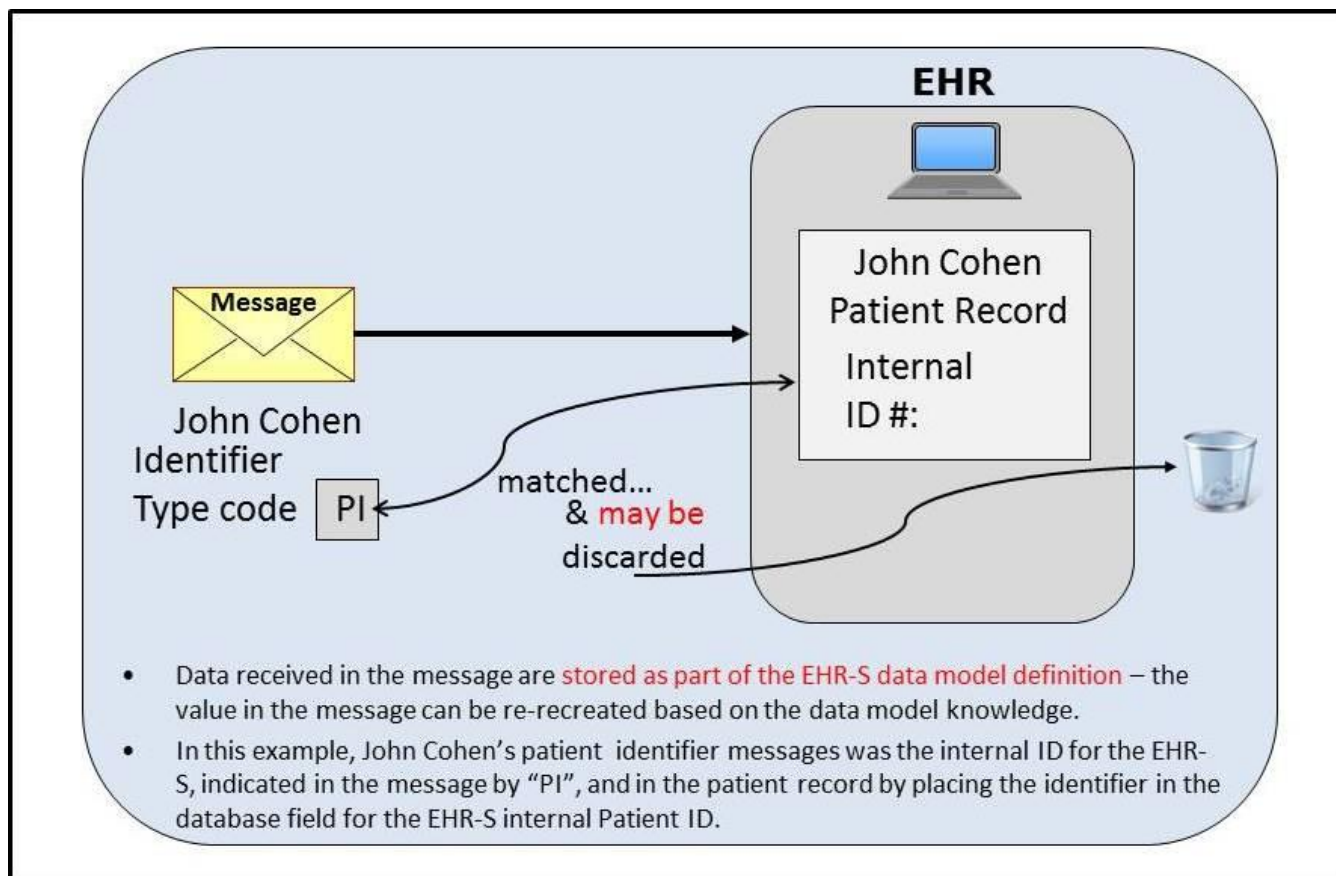 EHR
John Cohen
Patient Record
Internal
ID #:
Message
John Cohen
Identifier
Type code PI
matched...
& may be
discarded
• Data received in the message are stored as part of the EHR-S data model definition – the
value in the message can be re-recreated based on the data model knowledge.
• In this example, John Cohen's patient identifier messages was the internal ID for the EHR-
S, indicated in the message by “PI”, and in the patient record by placing the identifier in the
database field for the EHR-S internal Patient ID.